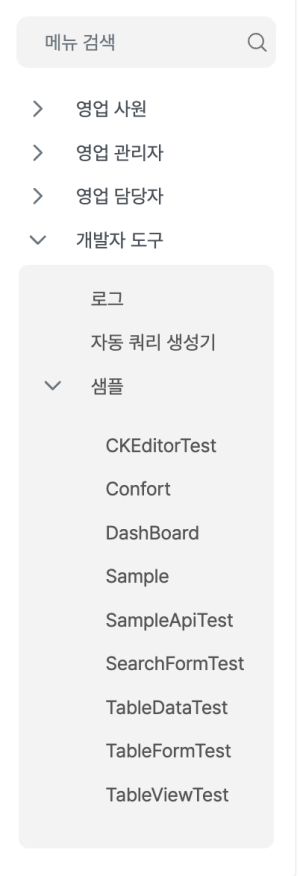 메뉴 검색
영업 사원
영업 관리자
영업 담당자
개발자 도구
로그
자동 쿼리 생성기
샘플
CKEditorTest
Confort
DashBoard
Sample
SampleApiTest
SearchFormTest
TableDataTest
TableFormTest
TableViewTest